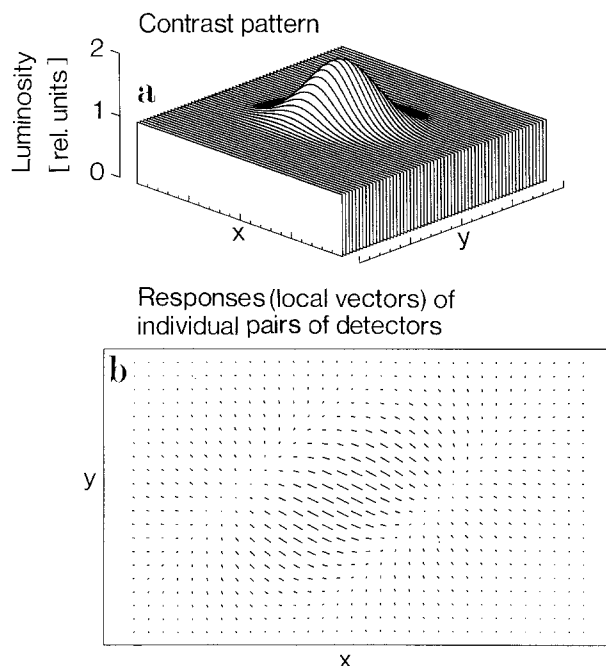 Contrast pattern
2
1
0
Luminosity
[ rel. units ]
a
x
y
Responses (local vectors) of
individual pairs of detectors
b
y
x